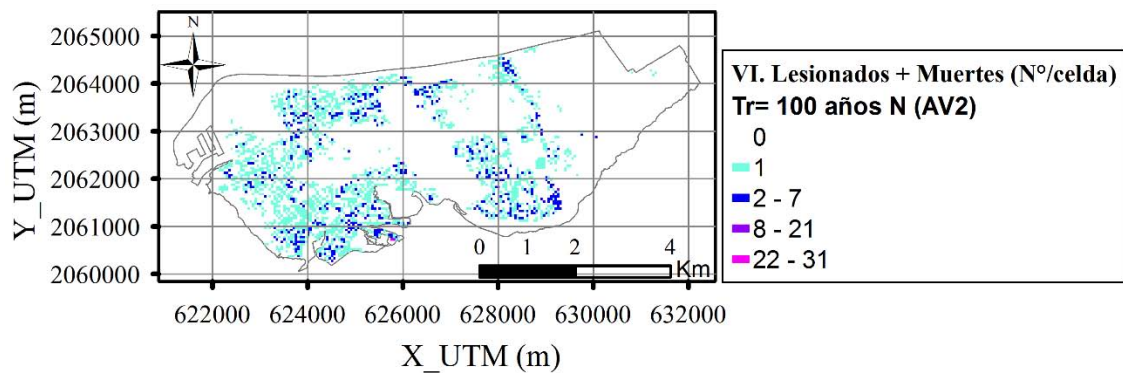 N
Y_UTM (m)
2065000
2064000
2063000
2062000
2061000
2060000
0 1 2 4
Km
622000 624000 626000 628000 630000 632000
X_UTM (m)
VI. Lesionados + Muertes (N°/celda)
Tr= 100 años N (AV2)
0
1
2 - 7
8 - 21
22 - 31